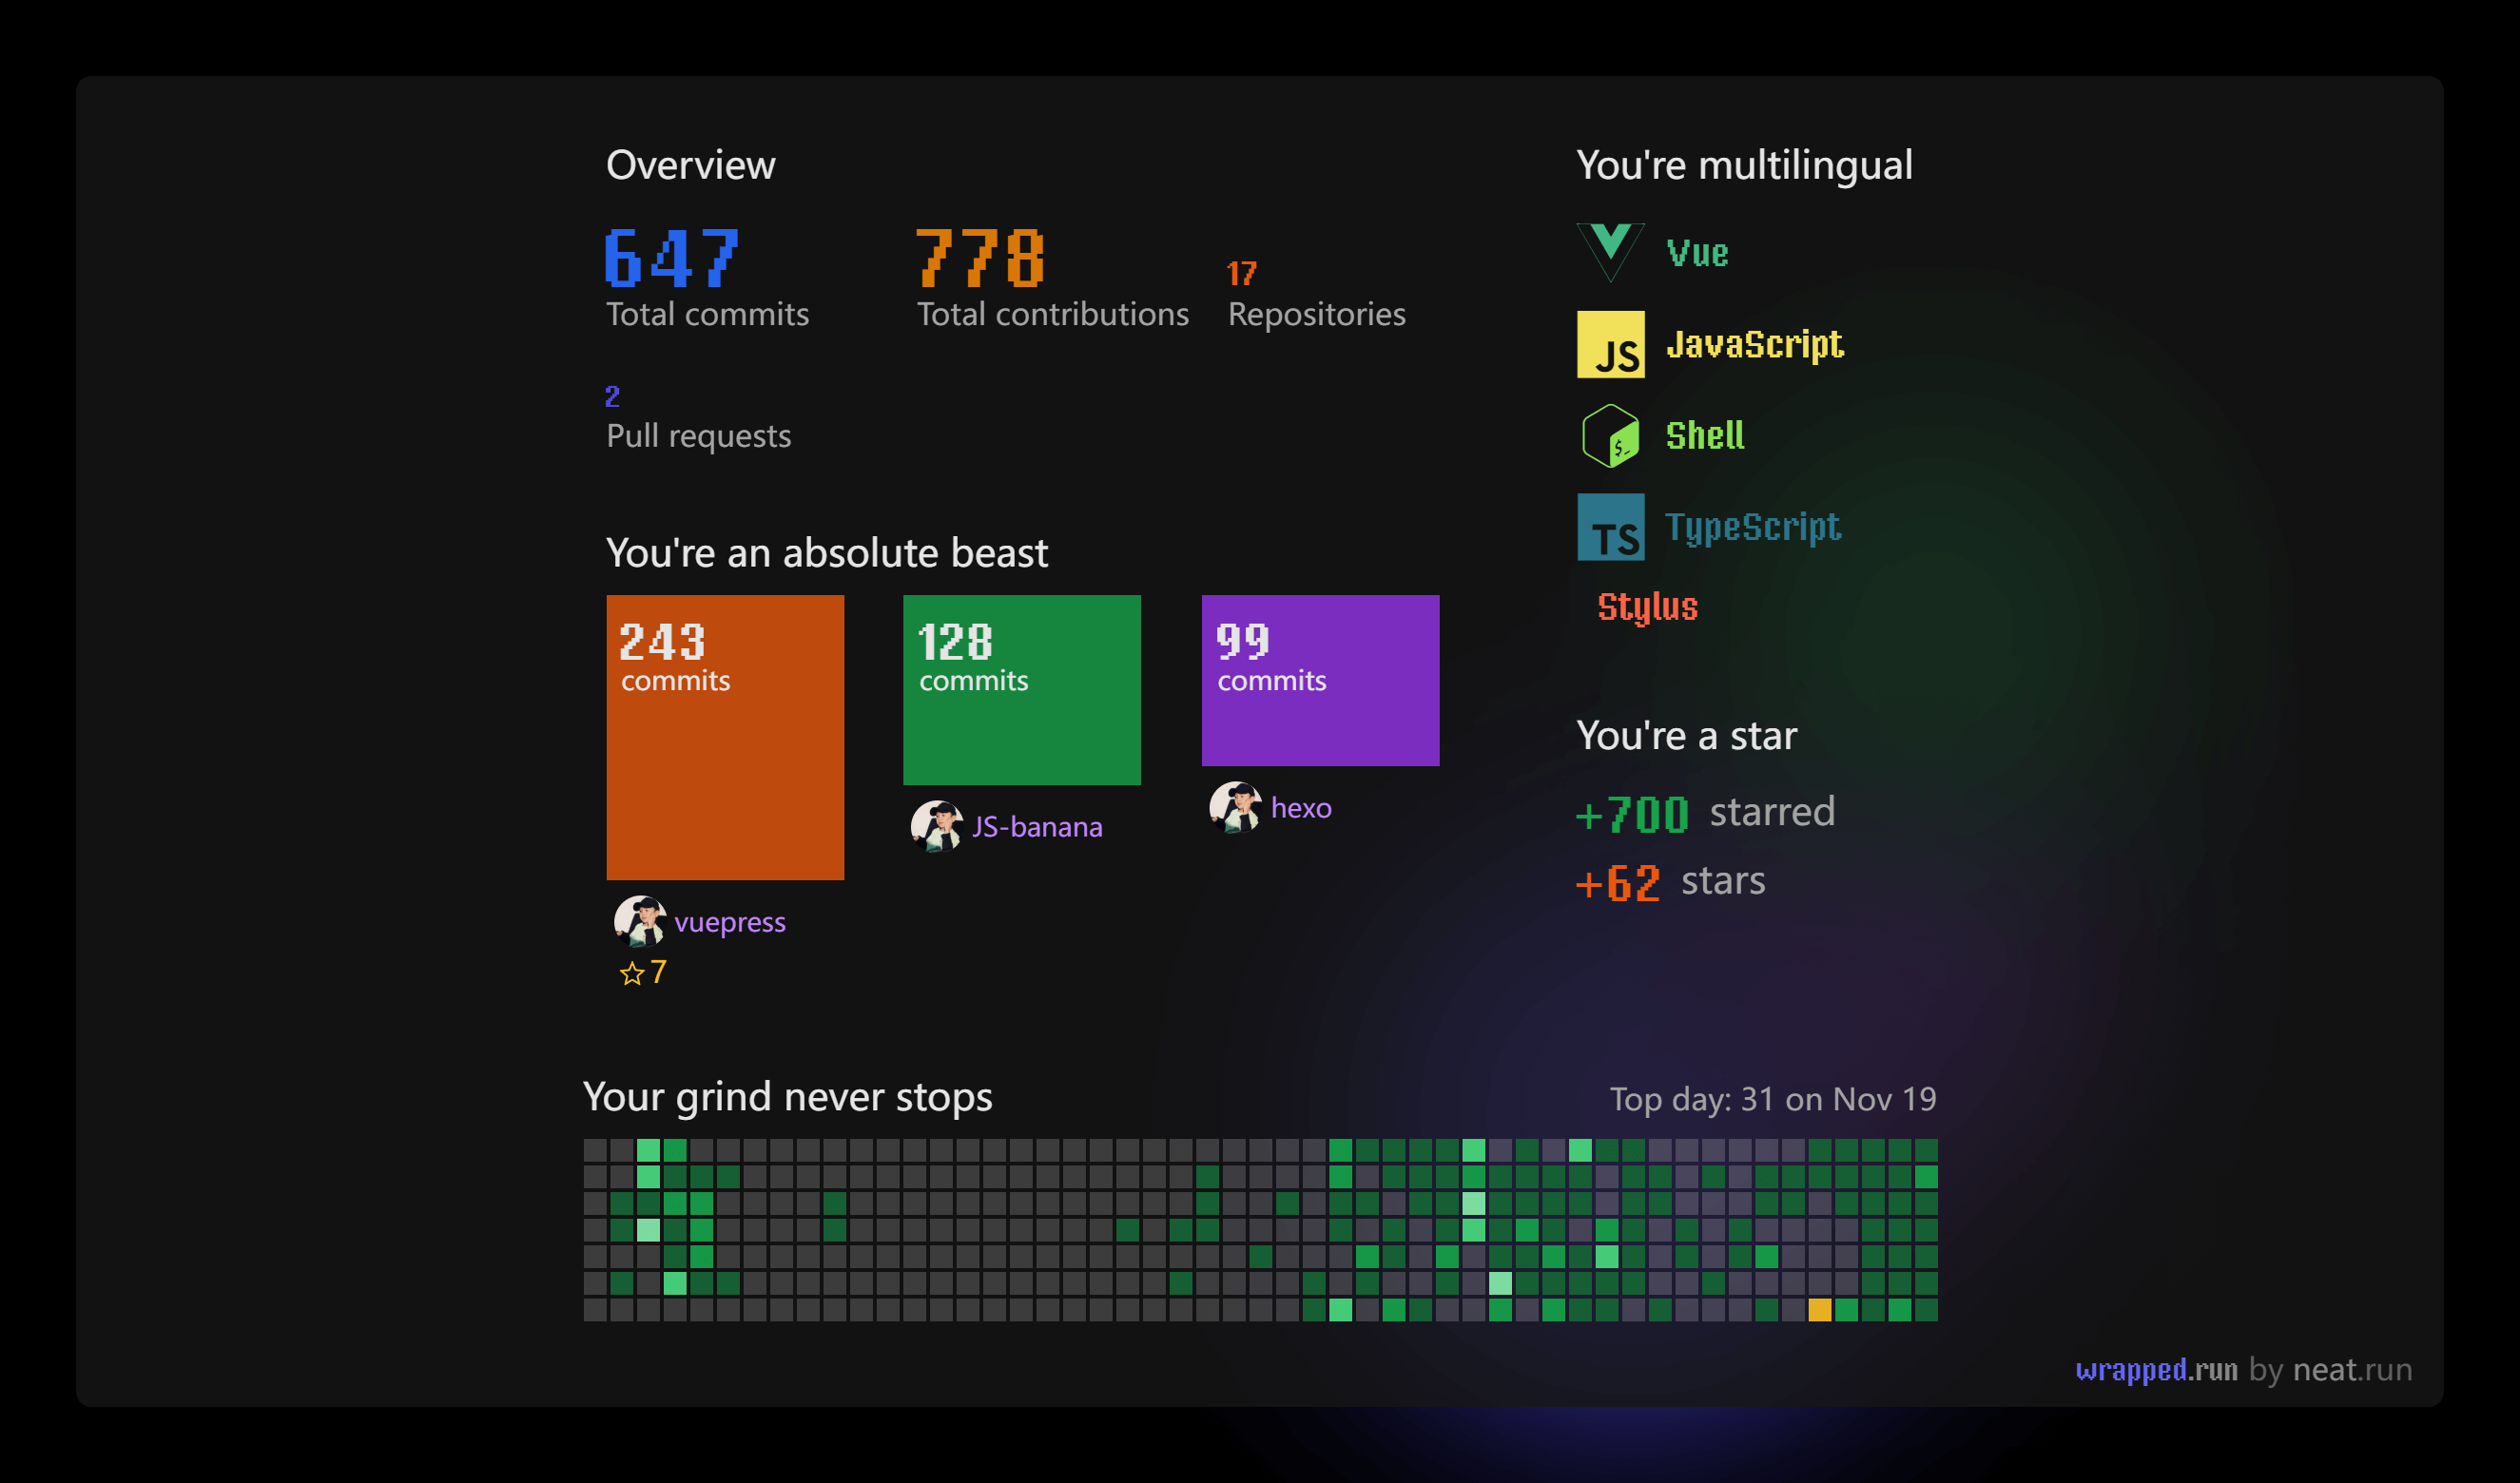 Overview
647
Total commits
778
Total contributions
17
Repositories
2
Pull requests
You're an absolute beast
243
commits
vuepress
7
128
commits
JS-banana
99
commits
hexo
You're multilingual
Vue
JS JavaScript
$_ Shell
TS TypeScript
Stylus
You're a star
+700 starred
+62 stars
Your grind never stops
Top day: 31 on Nov 19
wrapped.run by neat.run